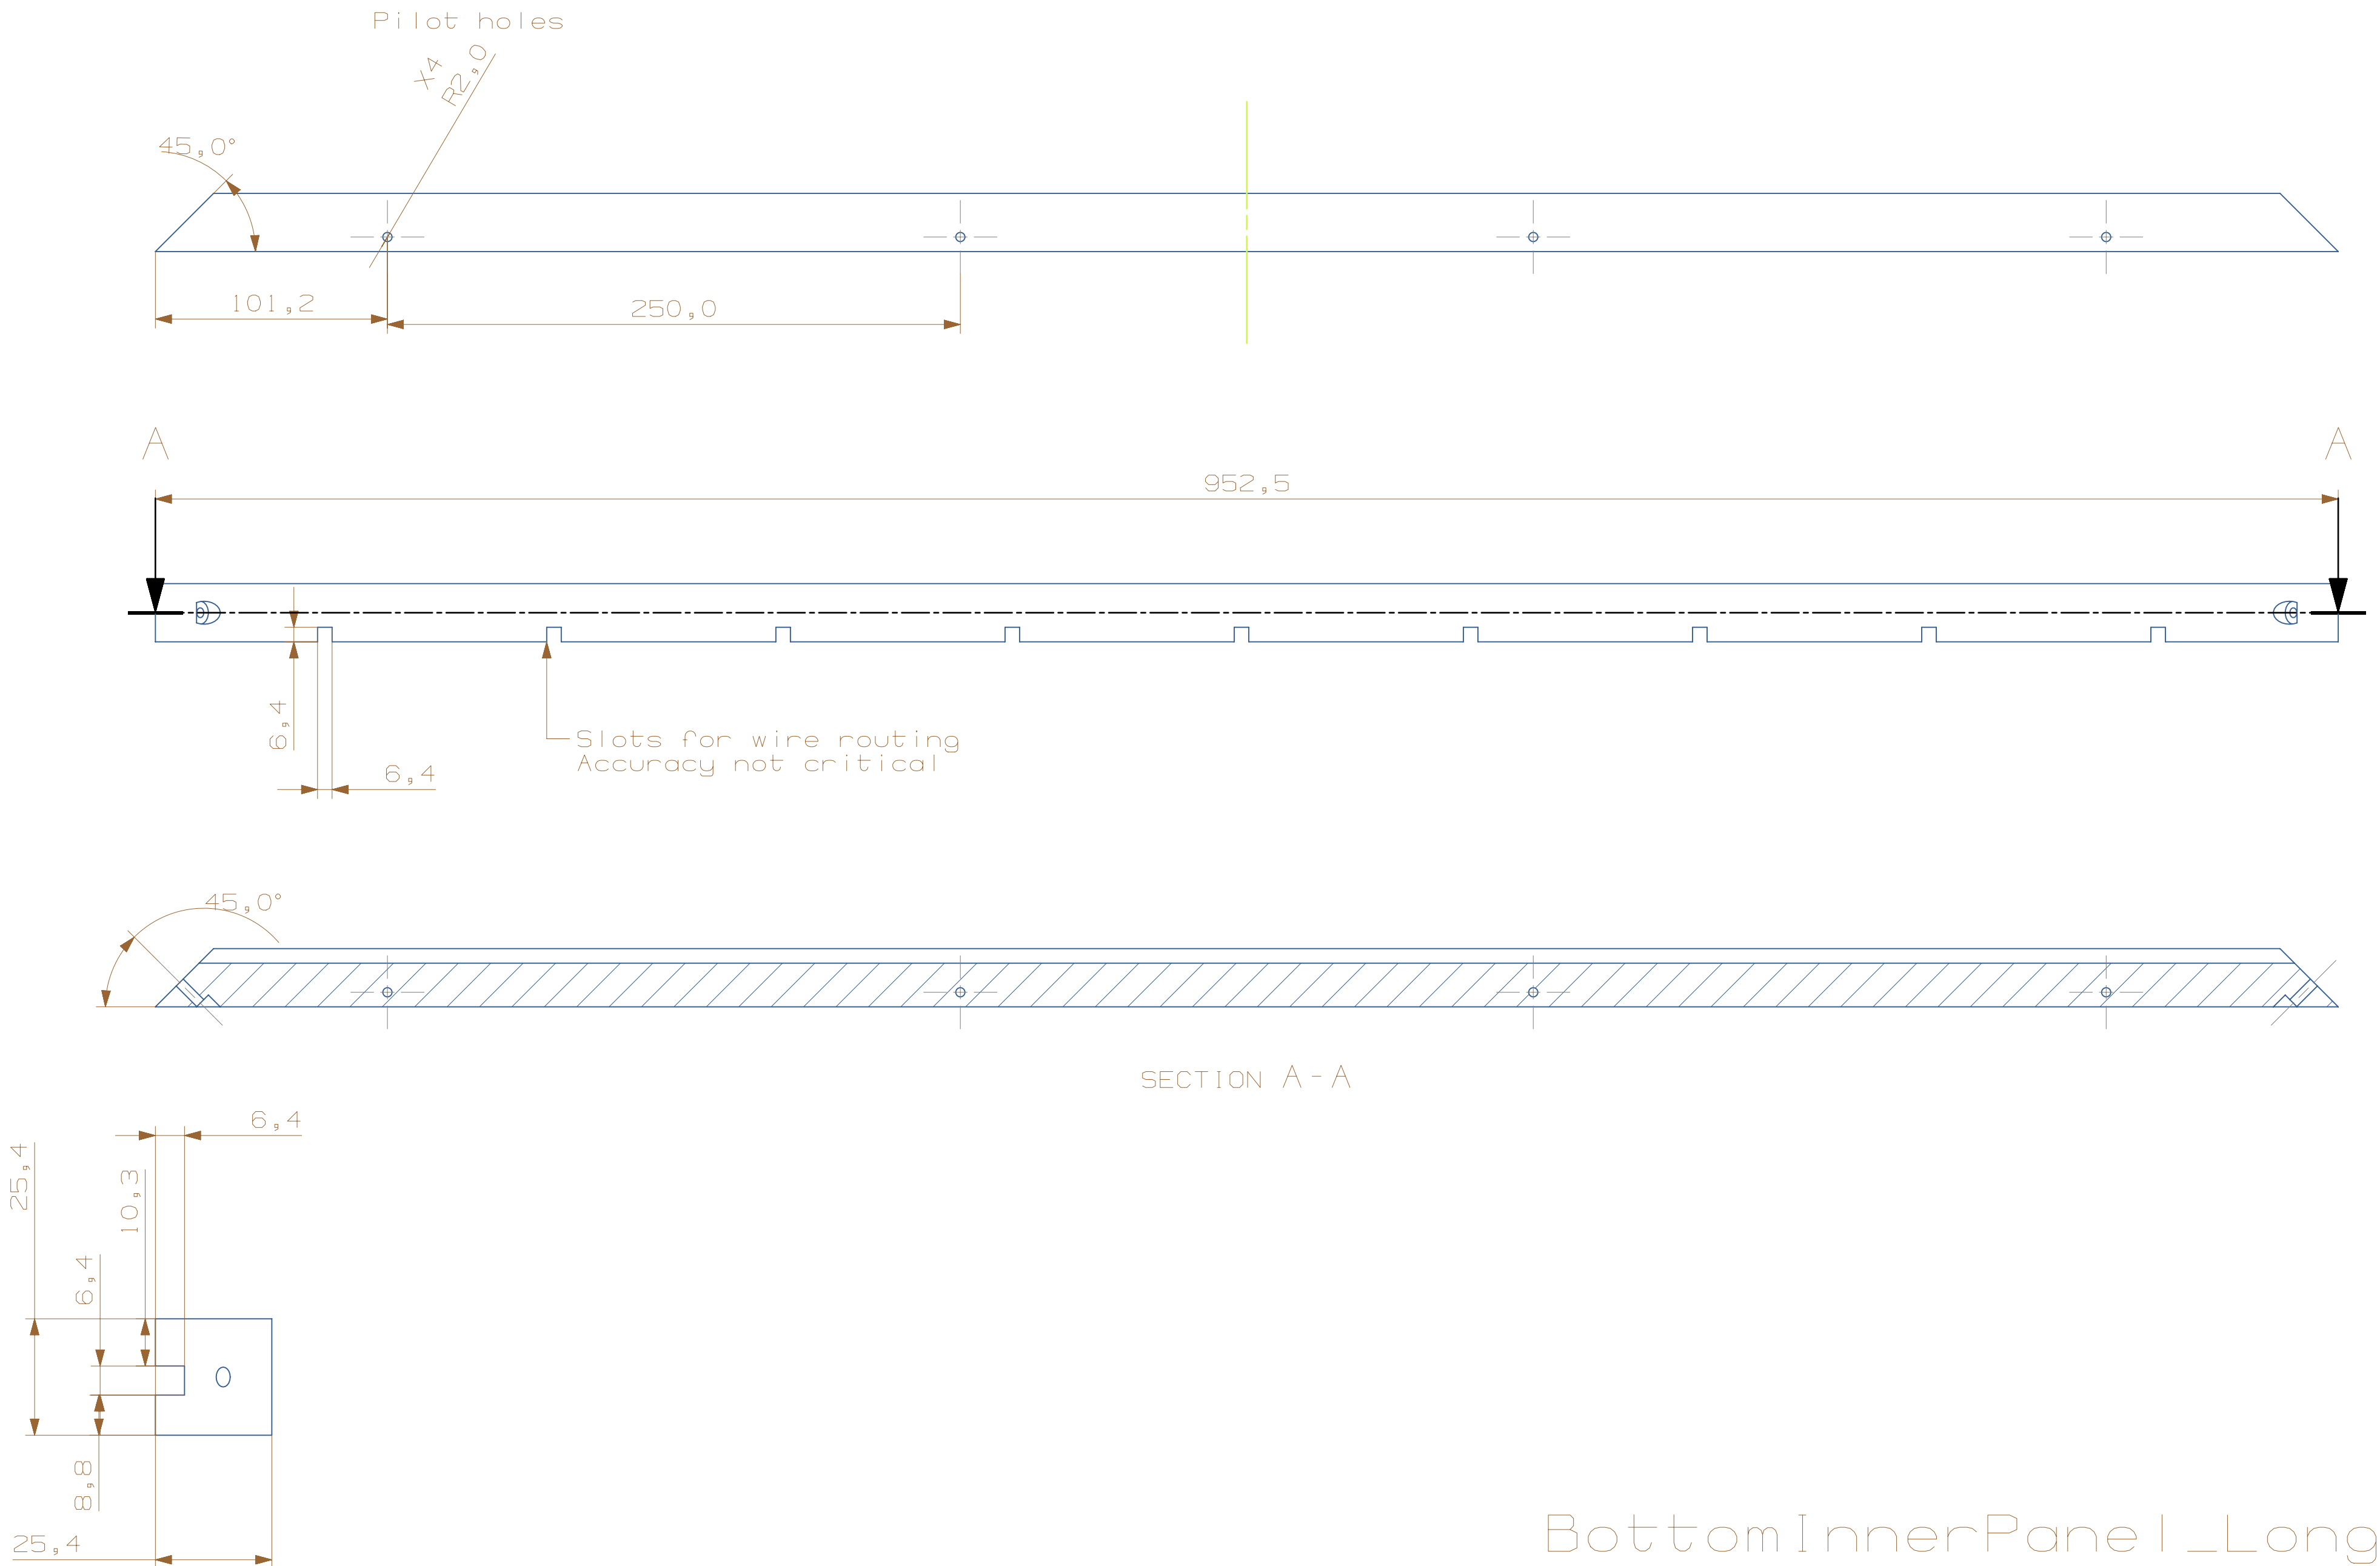 Pilot holes
X4
R2,0
45,0°
101,2
250,0
A
A
952,5
6,4
Slots for wire routing
Accuracy not critical
6,4
45,0°
SECTION A-A
6,4
25,4
10,3
6,4
8,8
25,4
BottomInnerPanel_Long